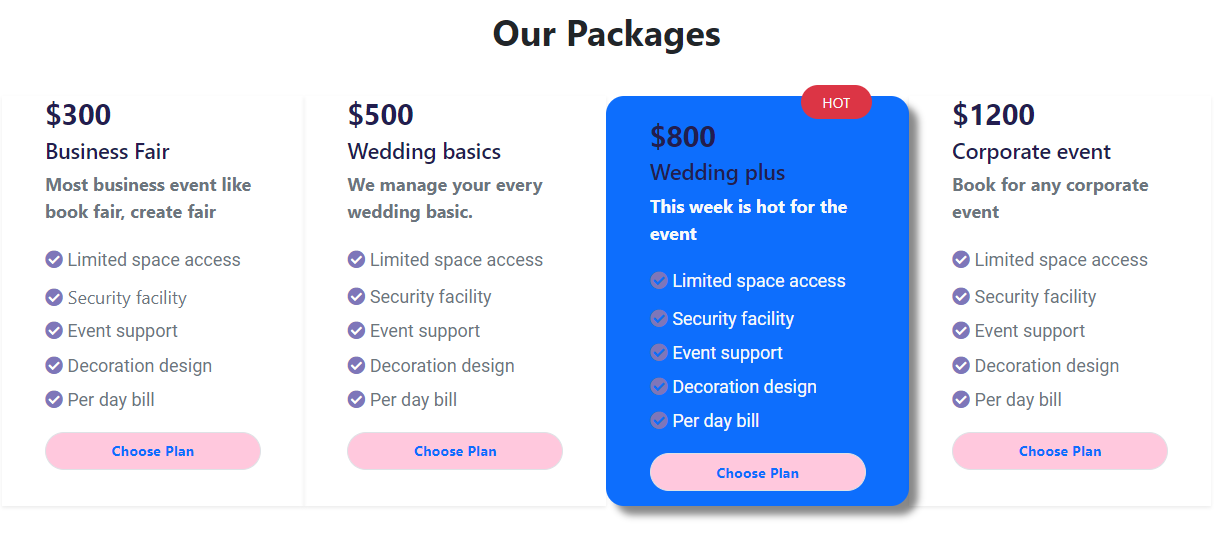 Our Packages
$300
Business Fair
Most business event like
book fair, create fair
Limited space access
Security facility
Event support
Decoration design
Per day bill
Choose Plan
$500
Wedding basics
We manage your every
wedding basic.
Limited space access
Security facility
Event support
Decoration design
Per day bill
Choose Plan
HOT
$800
Wedding plus
This week is hot for the
event
Limited space access
Security facility
Event support
Decoration design
Per day bill
Choose Plan
$1200
Corporate event
Book for any corporate
event
Limited space access
Security facility
Event support
Decoration design
Per day bill
Choose Plan